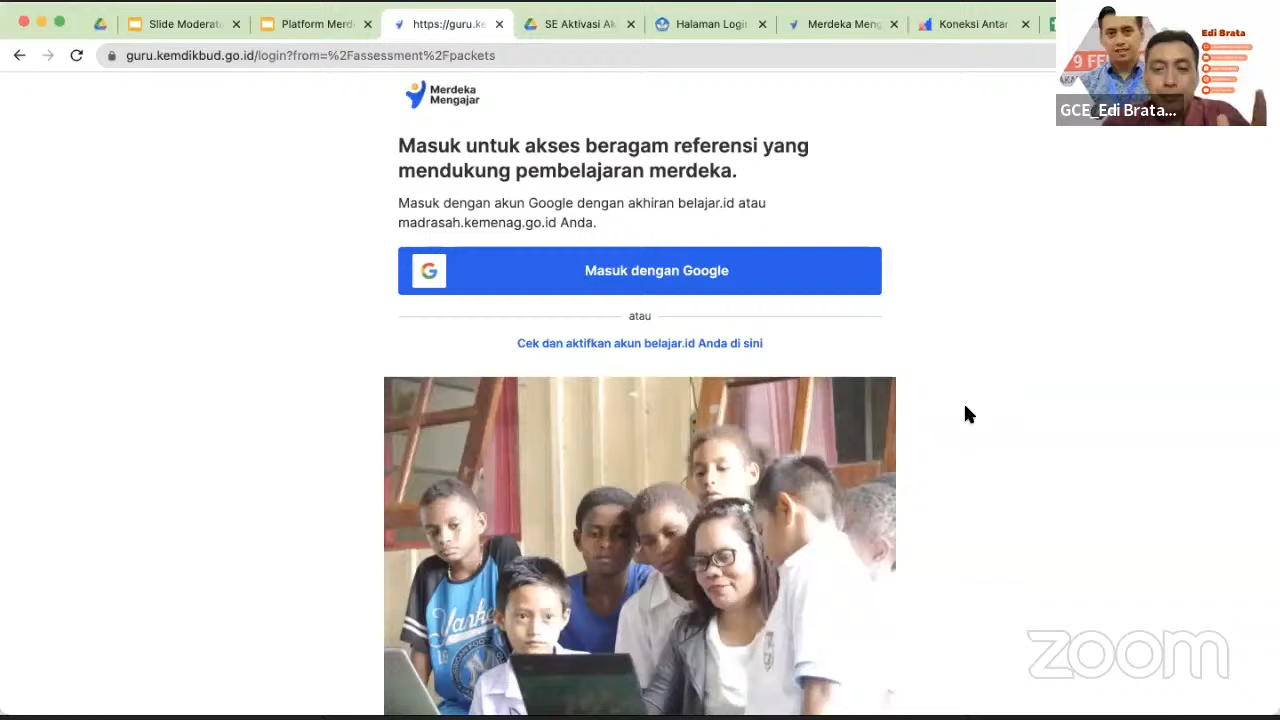 Slide Moderat
Platform Merd
https://guru.ke
SE Aktivasi Ak
Halaman Login
Merdeka Meng
Koneksi Antar
guru.kemdikbud.go.id/login?from=%2Fassessment%2Fpackets
Edi Brata
9 FE
GCE_Edi Brata...
Merdeka
Mengajar
Masuk untuk akses beragam referensi yang
mendukung pembelajaran merdeka.
Masuk dengan akun Google dengan akhiran belajar.id atau
madrasah.kemenag.go.id Anda.
G
Masuk dengan Google
atau
Cek dan aktifkan akun belajar.id Anda di sini
zoom